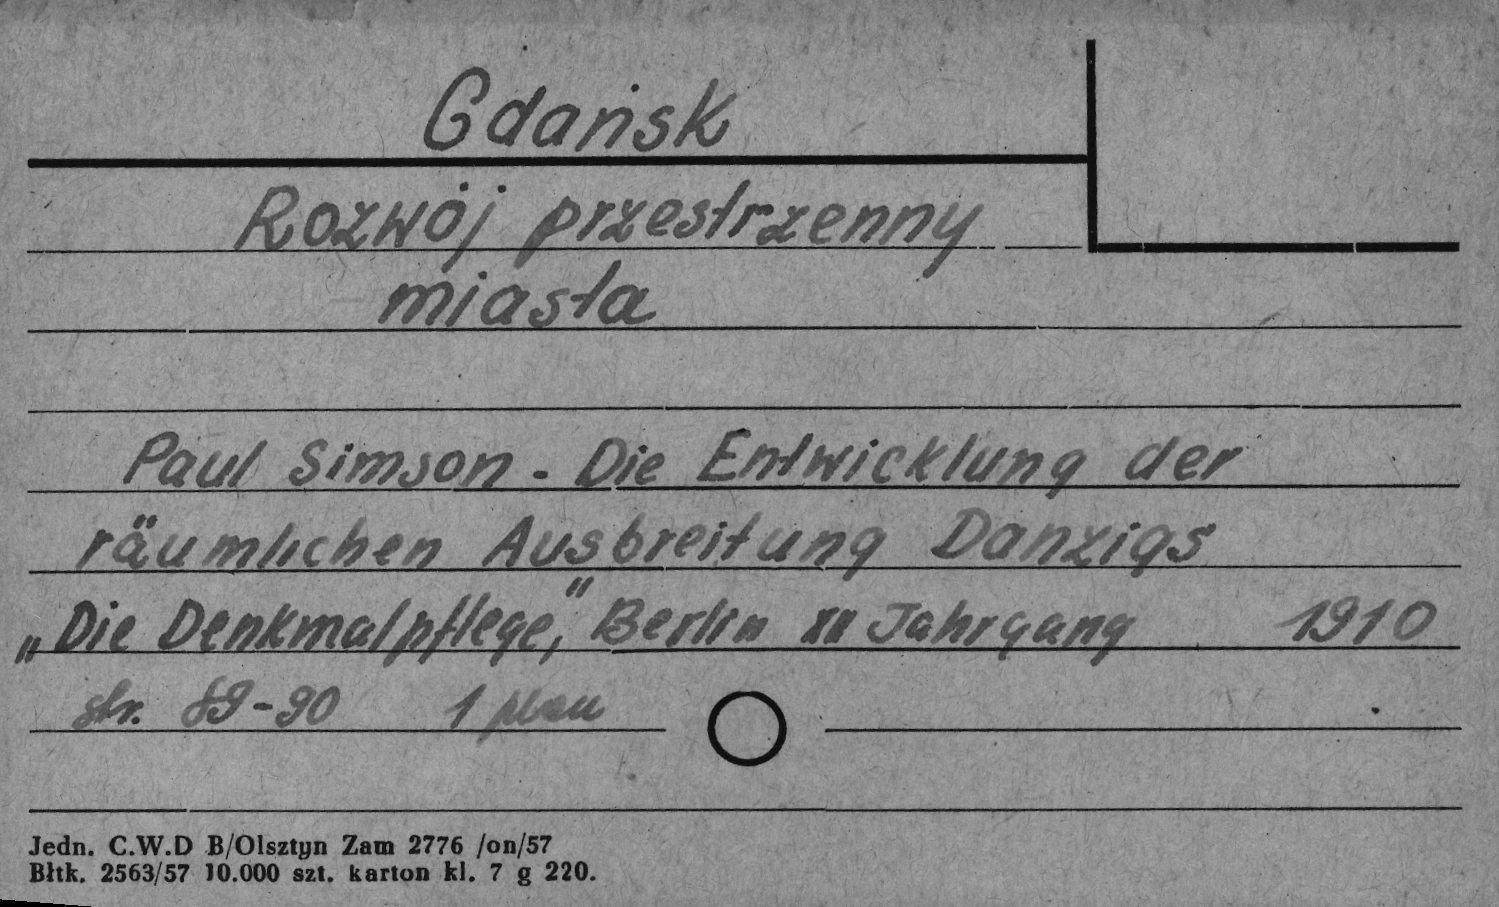 Gdańsk
Rozwój przestrzenny
miasta
Paul Simson - Die Entwicklung der
räumlichen Ausbreitung Danzigs
„Die Denkmalpflege," Berlin XII Jahrgang 1910
str. 89-90 1 plan
Jedn. C.W.D B/Olsztyn Zam 2776 /on/57
Błtk. 2563/57 10.000 szt. karton kl. 7 g 220.